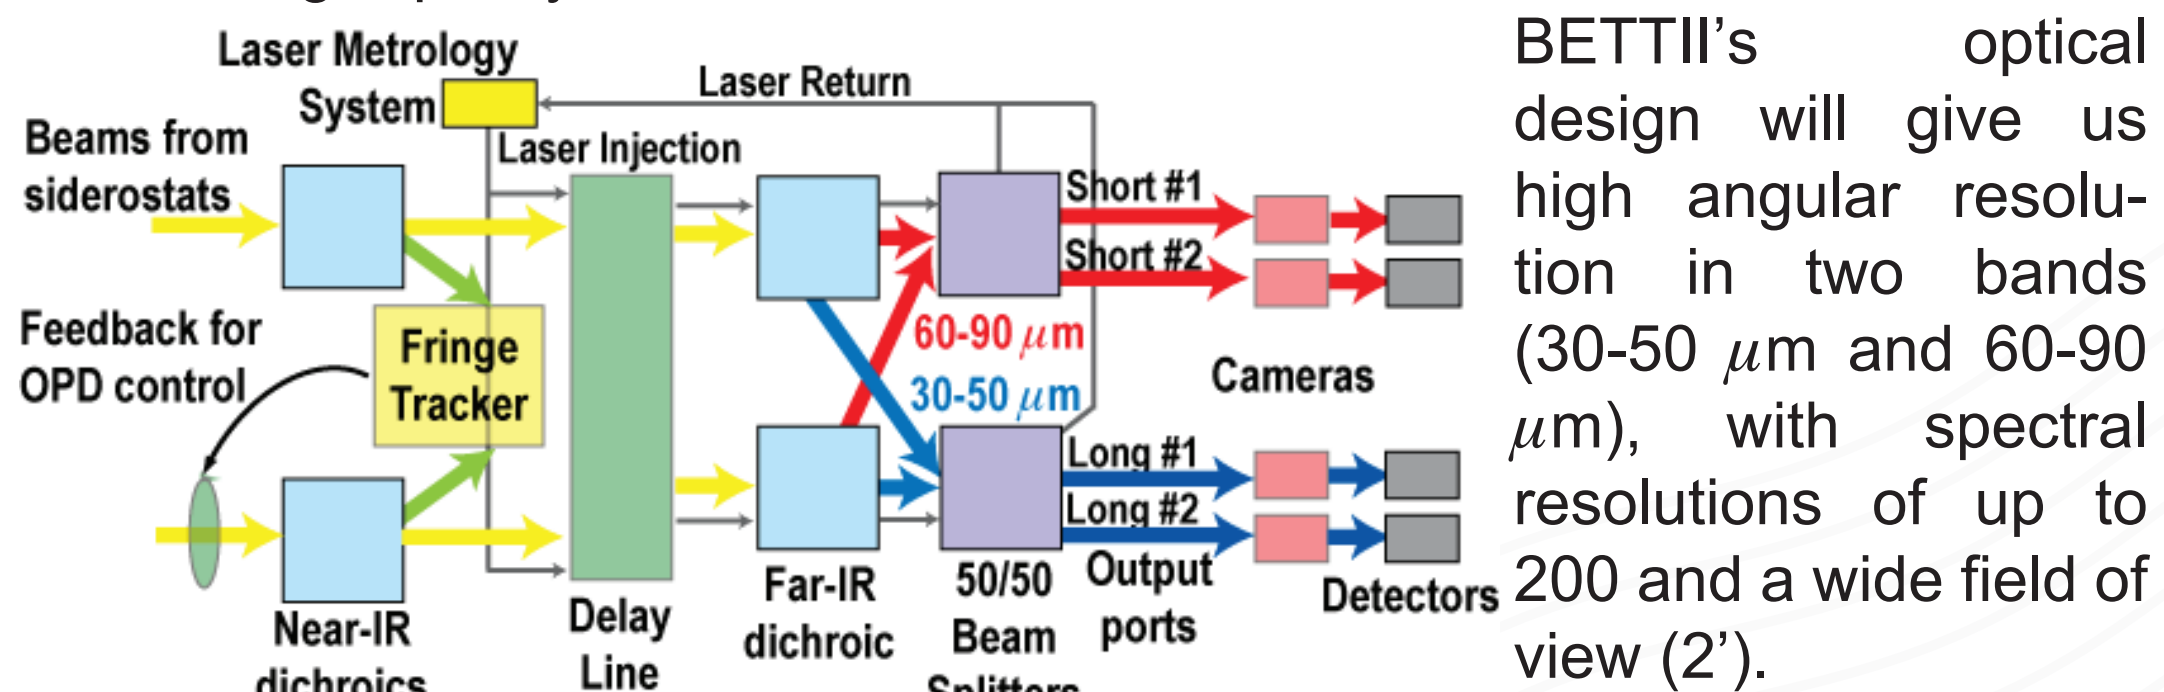 Laser Metrology
System
Laser Return
Beams from
siderostats
Laser Injection
Short #1
Short #2
Feedback for
OPD control
Fringe
Tracker
60-90 μm
30-50 μm
Cameras
Long #1
Long #2
Output
ports
Detectors
Near-IR
dichroics
Delay
Line
Far-IR
dichroic
50/50
Beam
Splitters
BETTII’s optical
design will give us
high angular resolu-
tion in two bands
(30-50 μm and 60-90
μm), with spectral
resolutions of up to
200 and a wide field of
view (2’).